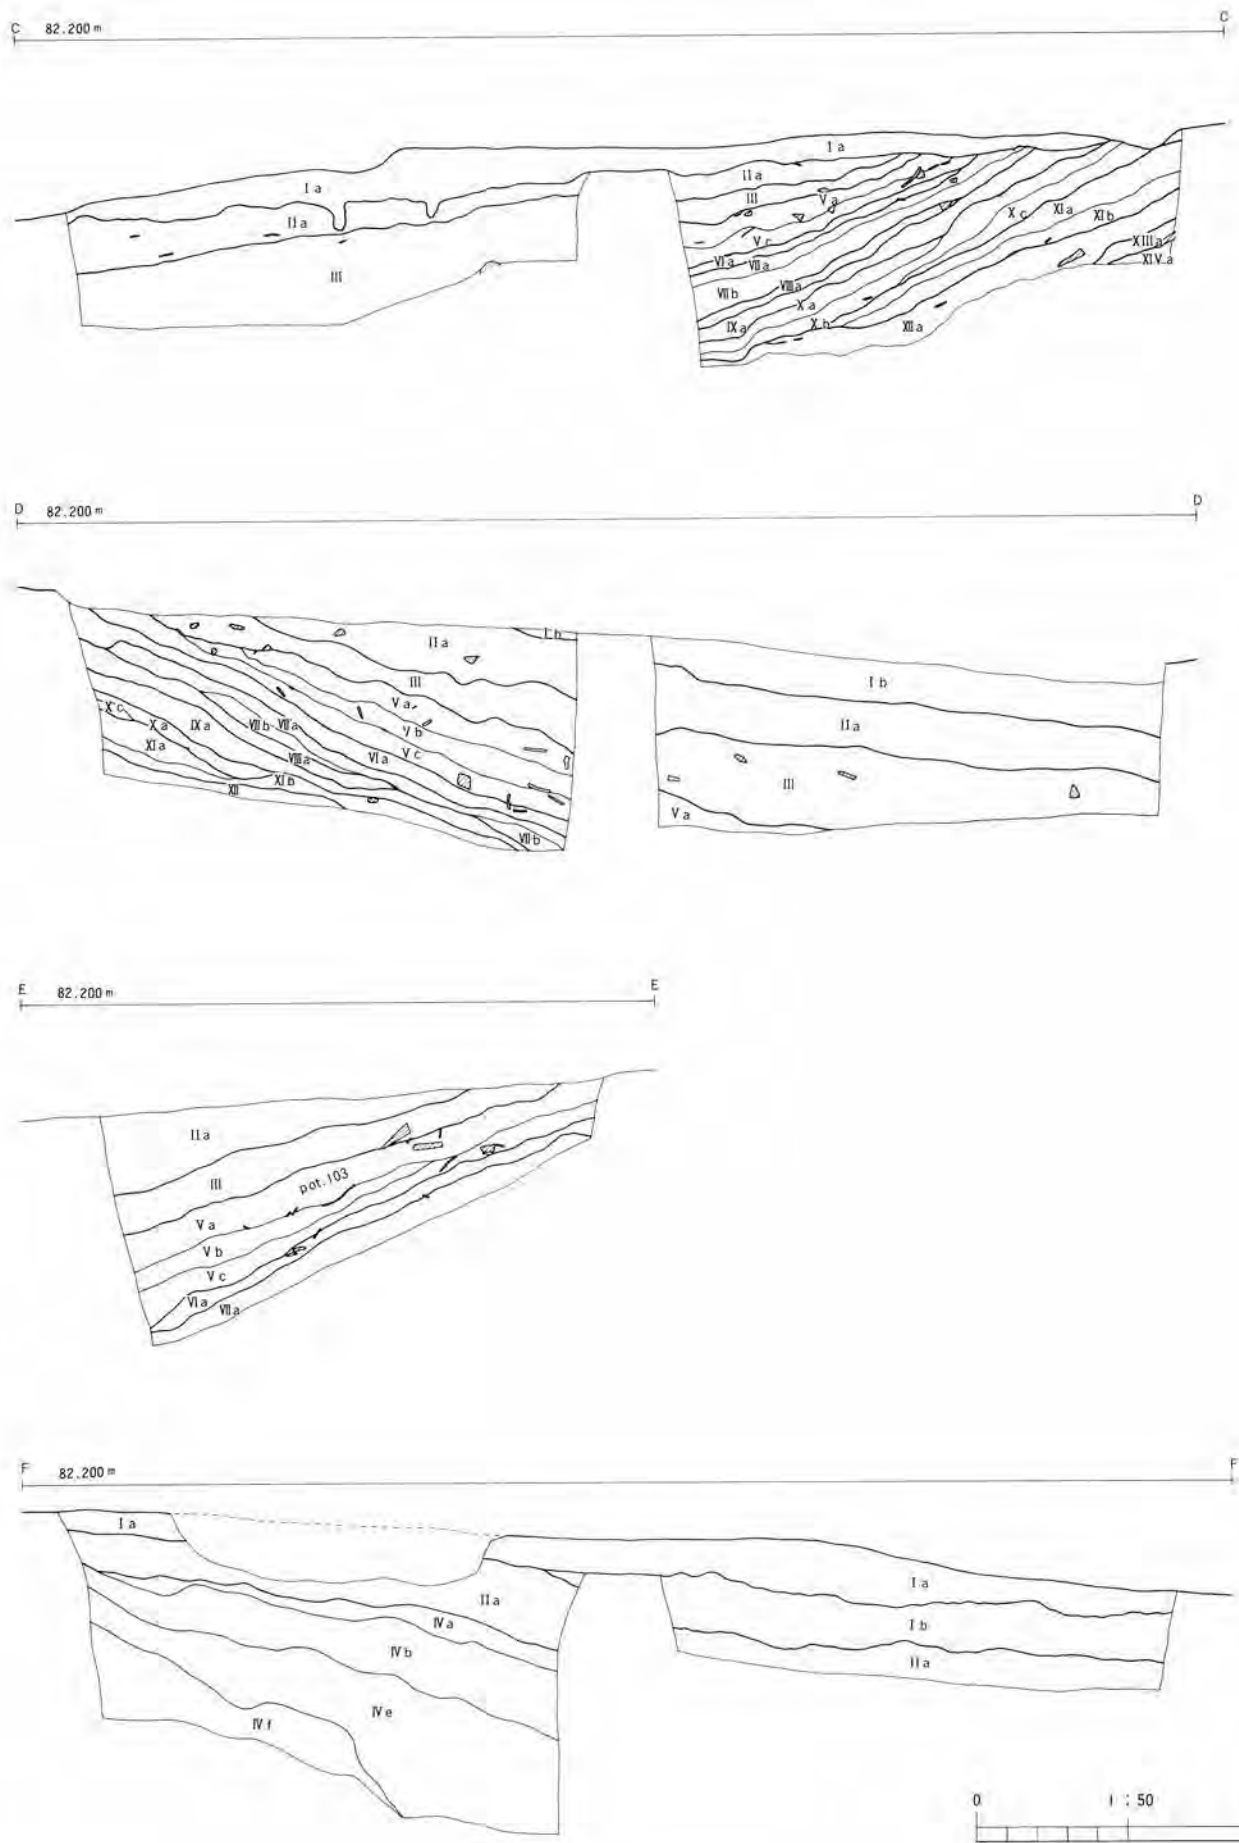 C 82.200 m C
I a
I a
II a
III
V a
II a
V c
X c XI a XI b
XIII a
XIV a
VI a VII a
III
VII b VIII a
X a
IX a X b XII a
D 82.200 m D
I b
II a
III
V a
V b
V c
VI a
X c X a IX a VII b VII a
XI a VIII a
XII XI b
VII b
I b
II a
III
V a
E 82.200 m E
II a
III
pot.103
V a
V b
V c
VI a
VII a
F 82.200 m F
I a
II a
IV a
IV b
IV e
IV f
I a
I b
II a
0 1 : 50